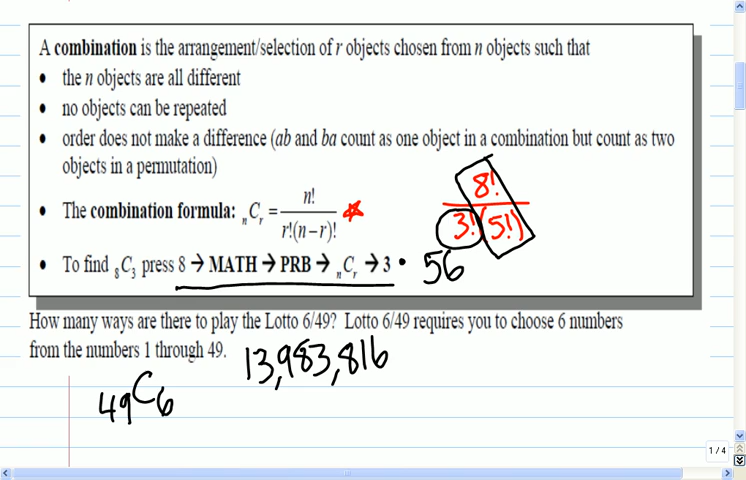 A combination is the arrangement/selection of r objects chosen from n objects such that
• the n objects are all different
• no objects can be repeated
• order does not make a difference (ab and ba count as one object in a combination but count as two
objects in a permutation)
• The combination formula: nCr = n! / r!(n−r)!
8! / 3!(5!)
• To find 8C3 press 8 → MATH → PRB → nCr → 3 • 56
How many ways are there to play the Lotto 6/49? Lotto 6/49 requires you to choose 6 numbers
from the numbers 1 through 49. 13,983,816
49C6
1 / 4